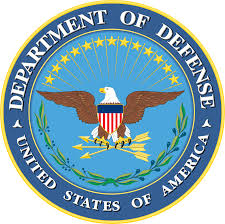 DEPARTMENT OF DEFENSE
UNITED STATES OF AMERICA